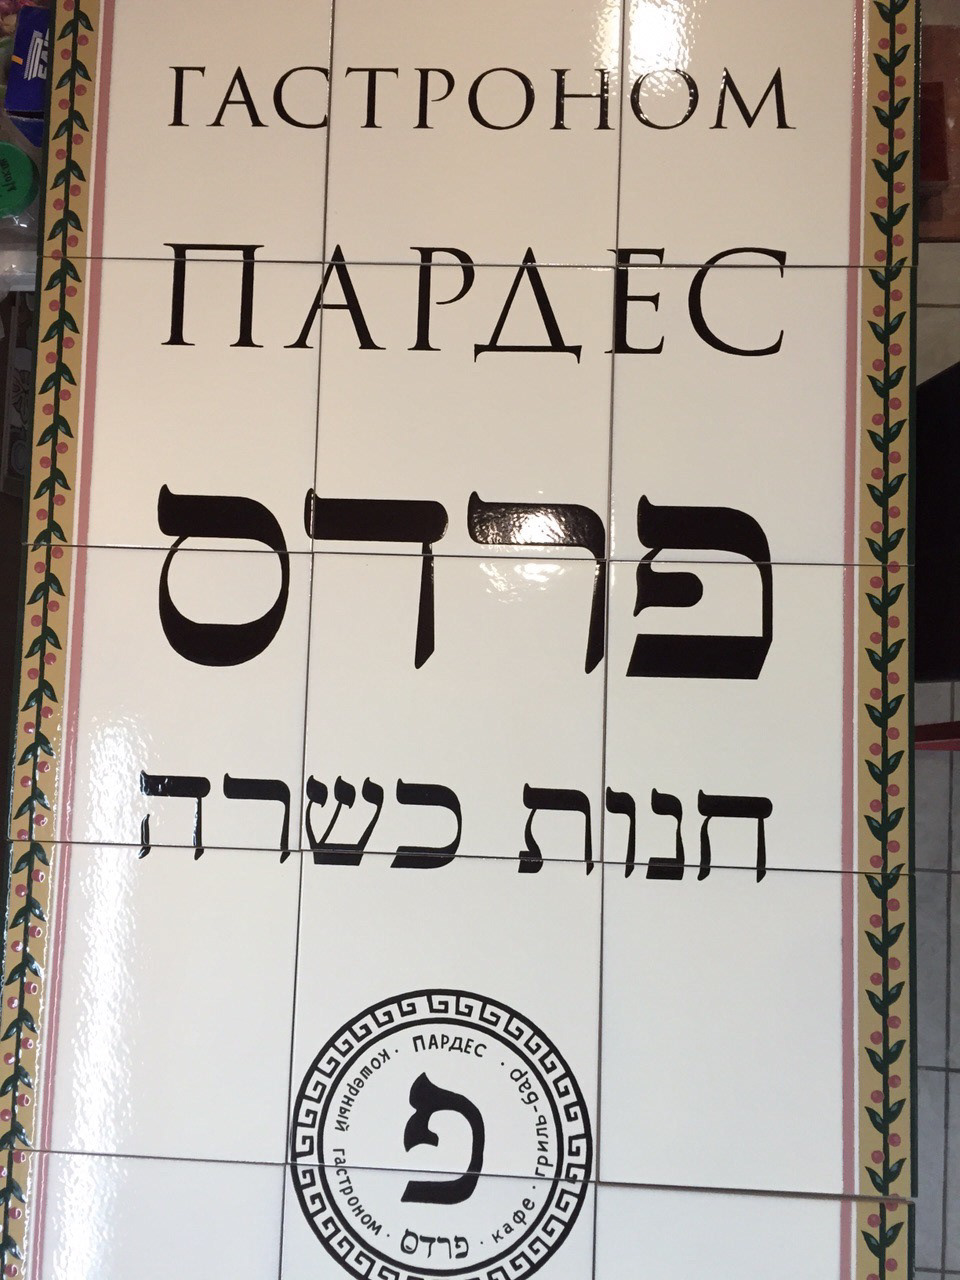 ГАСТРОНОМ
ПАРДЕС
פרדס
חנות כשרה
· ПАРДЕС · гриль-бар · кафе · פרדס · гастроном кошерный
פ